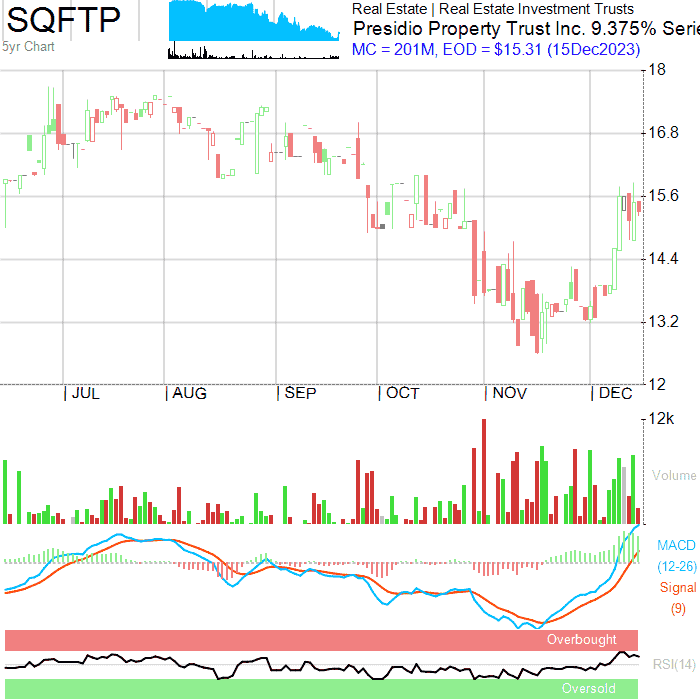 SQFTP
5yr Chart
Real Estate | Real Estate Investment Trusts
Presidio Property Trust Inc. 9.375% Serie
MC = 201M, EOD = $15.31 (15Dec2023)
18
16.8
15.6
14.4
13.2
12
| JUL | AUG | SEP | OCT | NOV | DEC
12k
Volume
MACD
(12-26)
Signal
(9)
Overbought
RSI(14)
Oversold